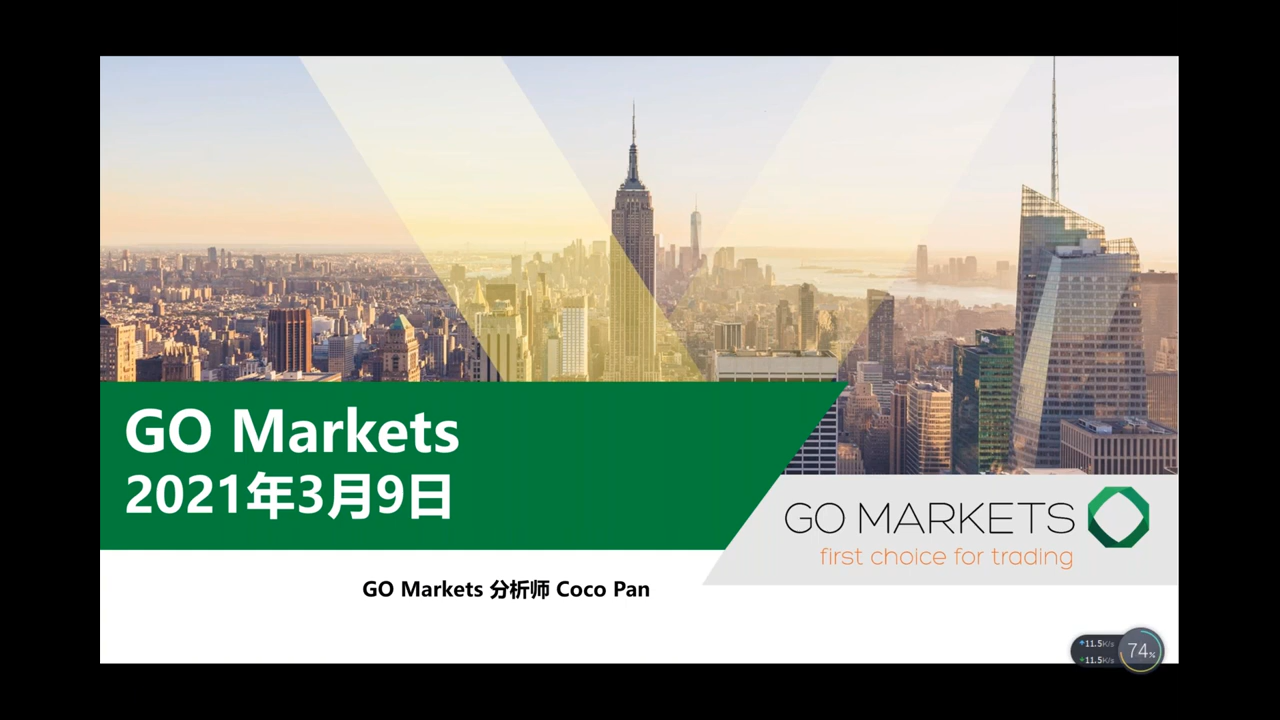 GO Markets
2021年3月9日
GO MARKETS
first choice for trading
GO Markets 分析师 Coco Pan
↑11.5K/s
↓11.5K/s
74%